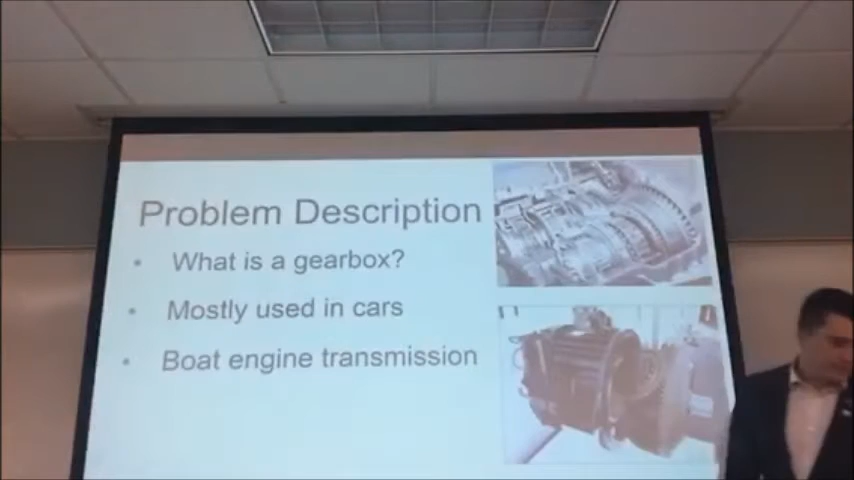 Problem Description
• What is a gearbox?
• Mostly used in cars
• Boat engine transmission